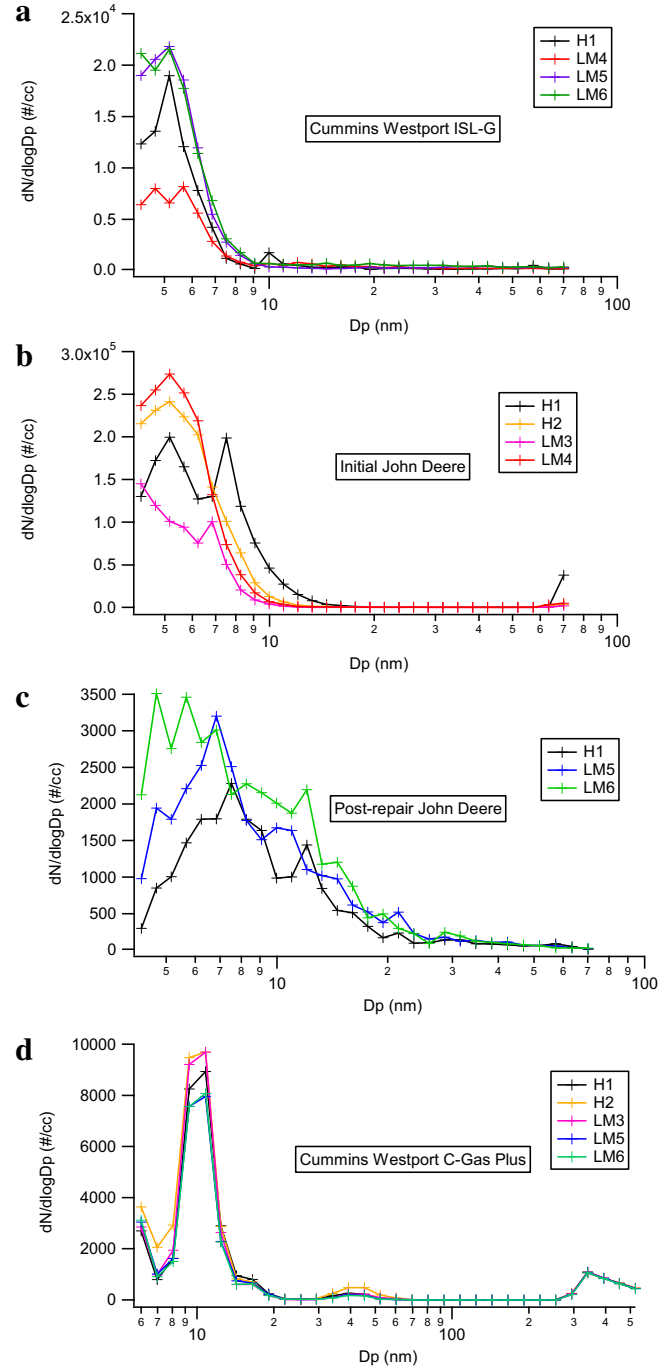 a
2.5x10⁴
2.0
1.5
1.0
0.5
0.0
dN/dlogDp (#/cc)
H1
LM4
LM5
LM6
Cummins Westport ISL-G
5 6 7 8 9 10 2 3 4 5 6 7 8 9 100
Dp (nm)
b
3.0x10⁵
2.5
2.0
1.5
1.0
0.5
0.0
dN/dlogDp (#/cc)
H1
H2
LM3
LM4
Initial John Deere
5 6 7 8 9 10 2 3 4 5 6 7 8 9 100
Dp (nm)
c
3500
3000
2500
2000
1500
1000
500
0
dN/dlogDp (#/cc)
H1
LM5
LM6
Post-repair John Deere
5 6 7 8 9 10 2 3 4 5 6 7 8 9 100
Dp (nm)
d
10000
8000
6000
4000
2000
0
dN/dlogDp (#/cc)
H1
H2
LM3
LM5
LM6
Cummins Westport C-Gas Plus
6 7 8 9 10 2 3 4 5 6 7 8 9 100 2 3 4 5
Dp (nm)